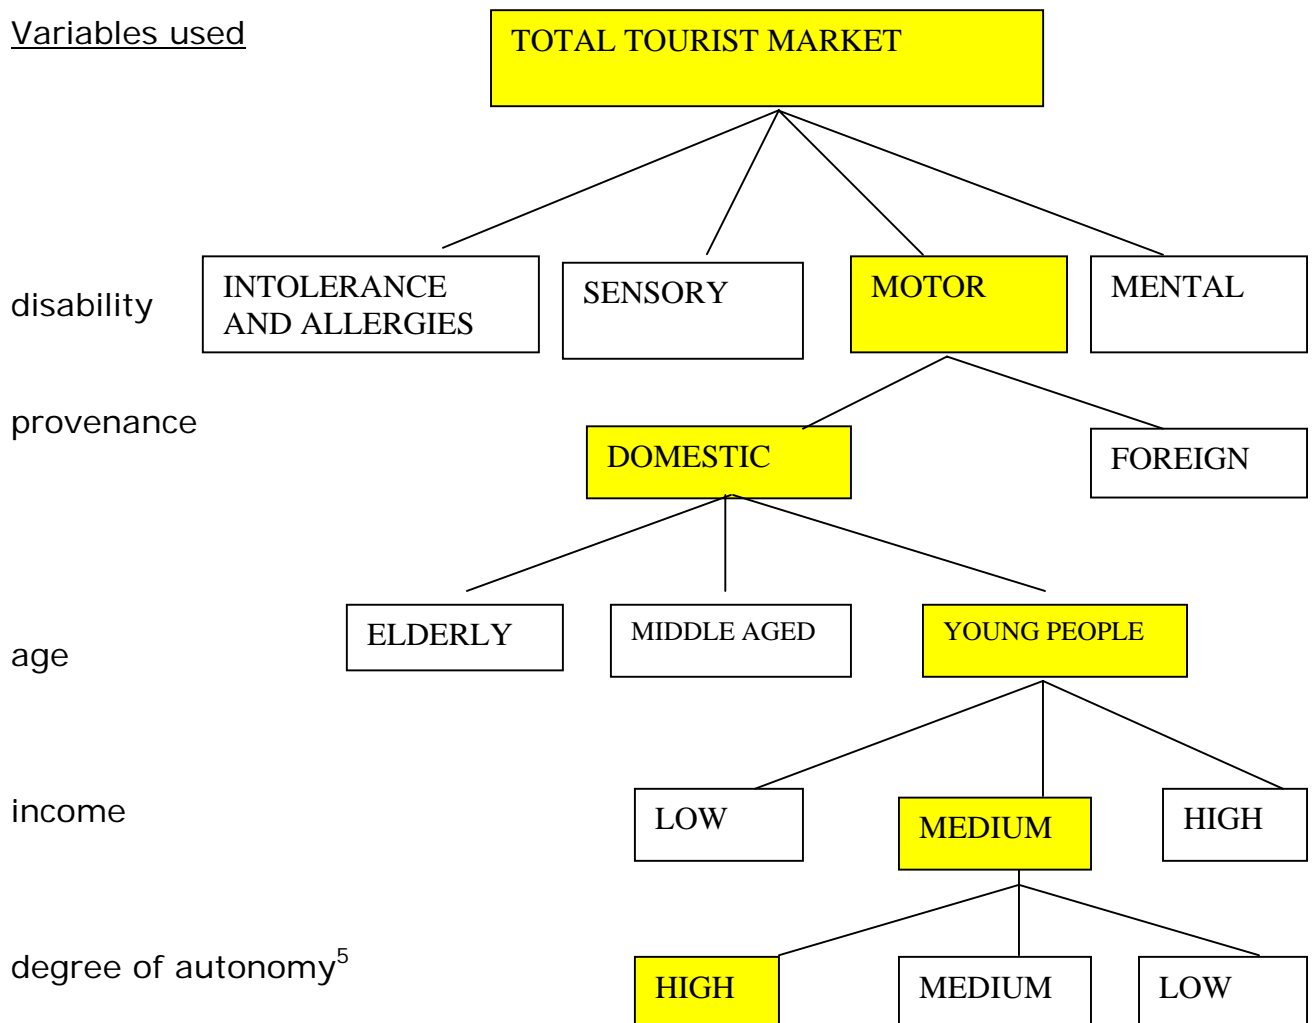 Variables used
TOTAL TOURIST MARKET
disability
INTOLERANCE
AND ALLERGIES
SENSORY
MOTOR
MENTAL
provenance
DOMESTIC
FOREIGN
age
ELDERLY
MIDDLE AGED
YOUNG PEOPLE
income
LOW
MEDIUM
HIGH
degree of autonomy⁵
HIGH
MEDIUM
LOW